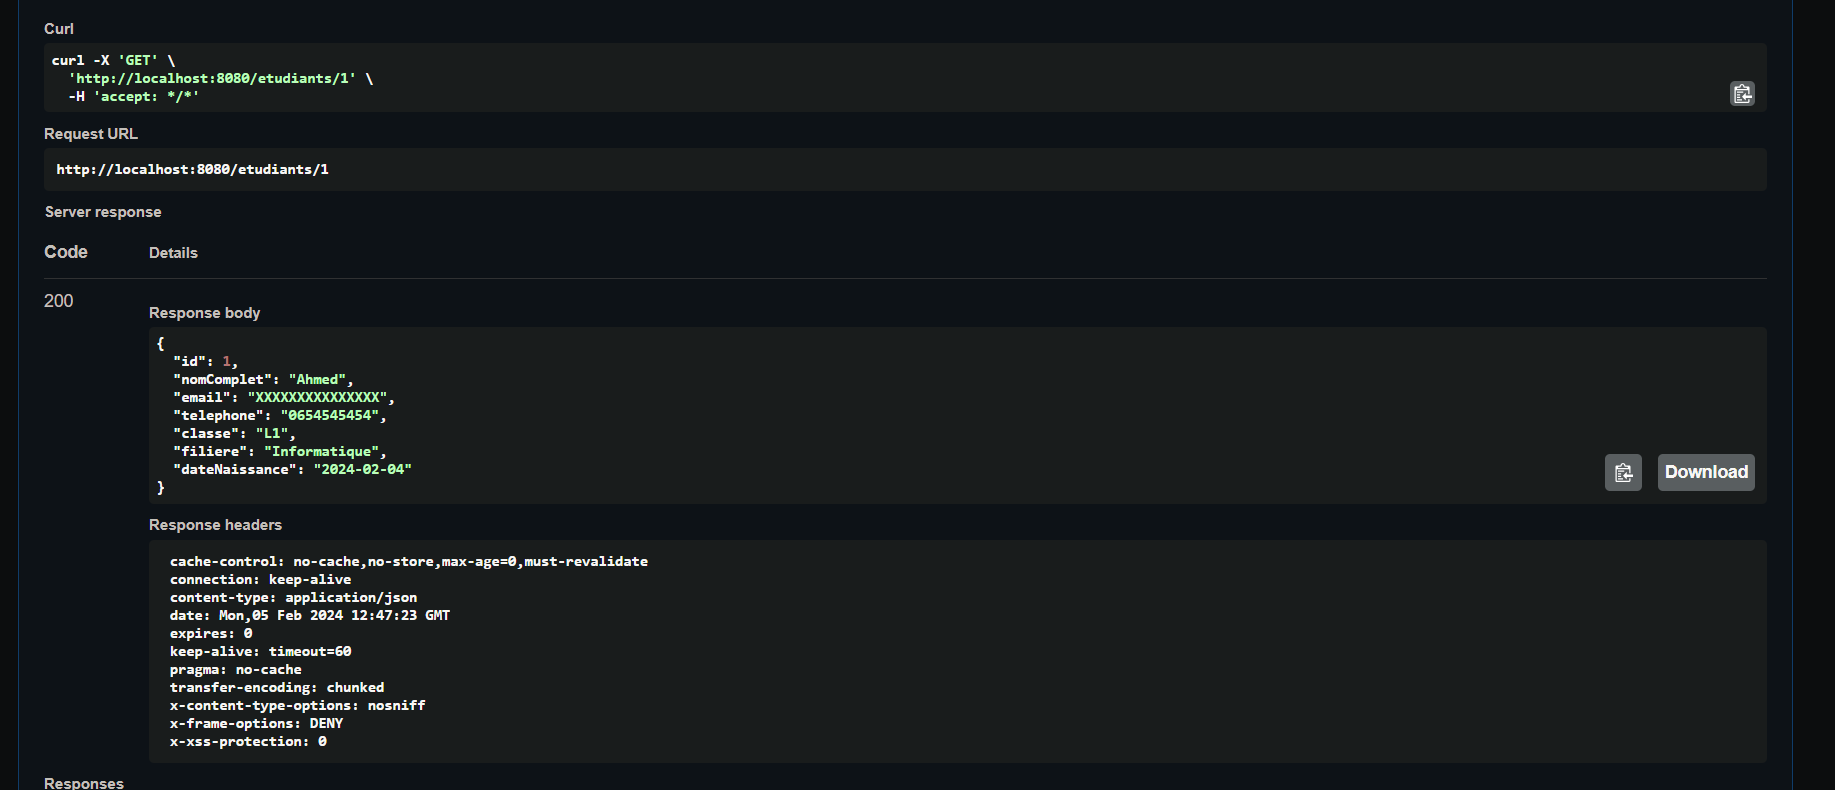 Curl
curl -X 'GET' \
  'http://localhost:8080/etudiants/1' \
  -H 'accept: */*'
Request URL
http://localhost:8080/etudiants/1
Server response
Code Details
200
Response body
{
  "id": 1,
  "nomComplet": "Ahmed",
  "email": "XXXXXXXXXXXXXXX",
  "telephone": "0654545454",
  "classe": "L1",
  "filiere": "Informatique",
  "dateNaissance": "2024-02-04"
}
Download
Response headers
cache-control: no-cache,no-store,max-age=0,must-revalidate
connection: keep-alive
content-type: application/json
date: Mon,05 Feb 2024 12:47:23 GMT
expires: 0
keep-alive: timeout=60
pragma: no-cache
transfer-encoding: chunked
x-content-type-options: nosniff
x-frame-options: DENY
x-xss-protection: 0
Responses